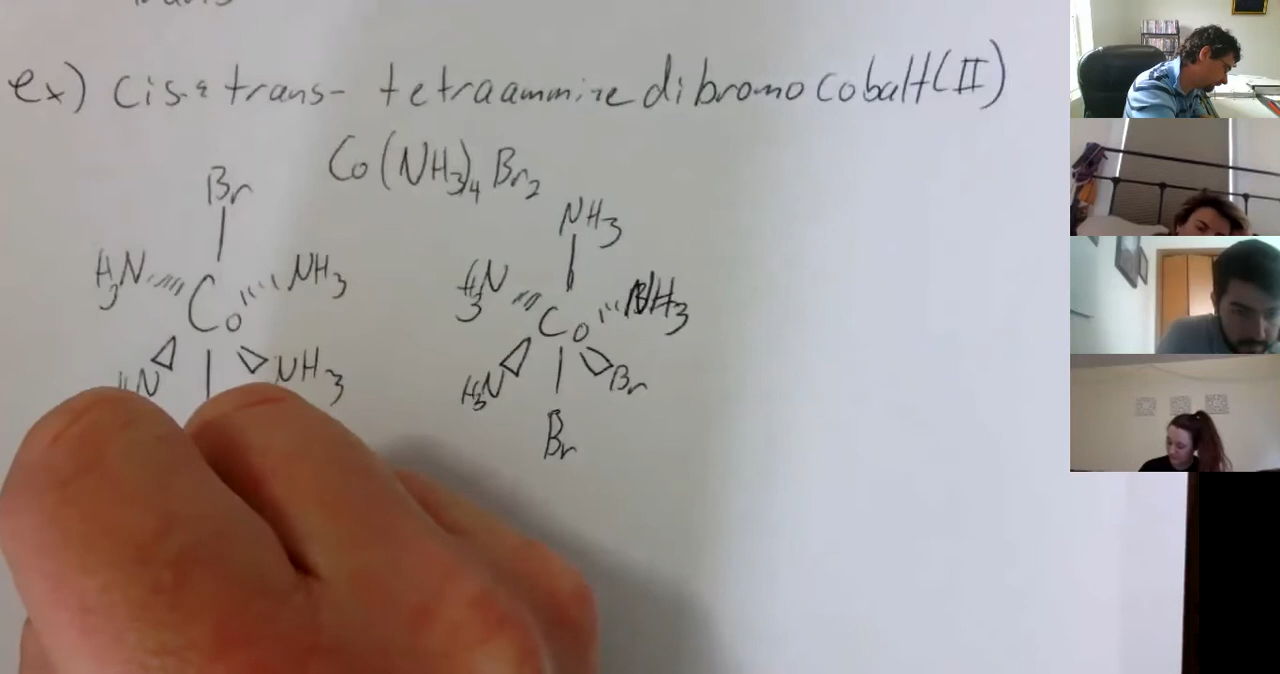 ex) cis & trans- tetraamminedibromocobalt(II)
Co(NH3)4Br2
Br
H3N NH3
Co
NH3
NH3
H3N NH3
Co
H3N Br
Br